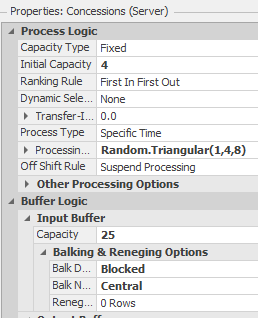 Properties: Concessions (Server)
Process Logic
Capacity Type Fixed
Initial Capacity 4
Ranking Rule First In First Out
Dynamic Sele... None
Transfer-I... 0.0
Process Type Specific Time
Processin... Random.Triangular(1,4,8)
Off Shift Rule Suspend Processing
Other Processing Options
Buffer Logic
Input Buffer
Capacity 25
Balking & Reneging Options
Balk D... Blocked
Balk N... Central
Reneg... 0 Rows